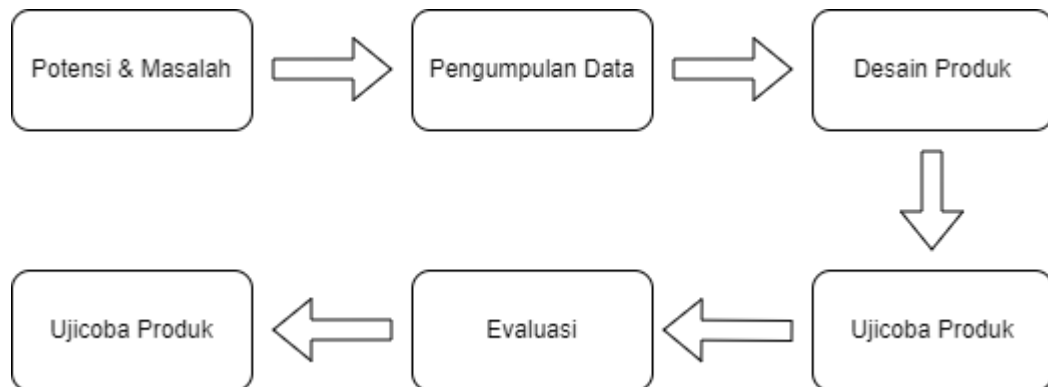 Potensi & Masalah
Pengumpulan Data
Desain Produk
Ujicoba Produk
Evaluasi
Ujicoba Produk